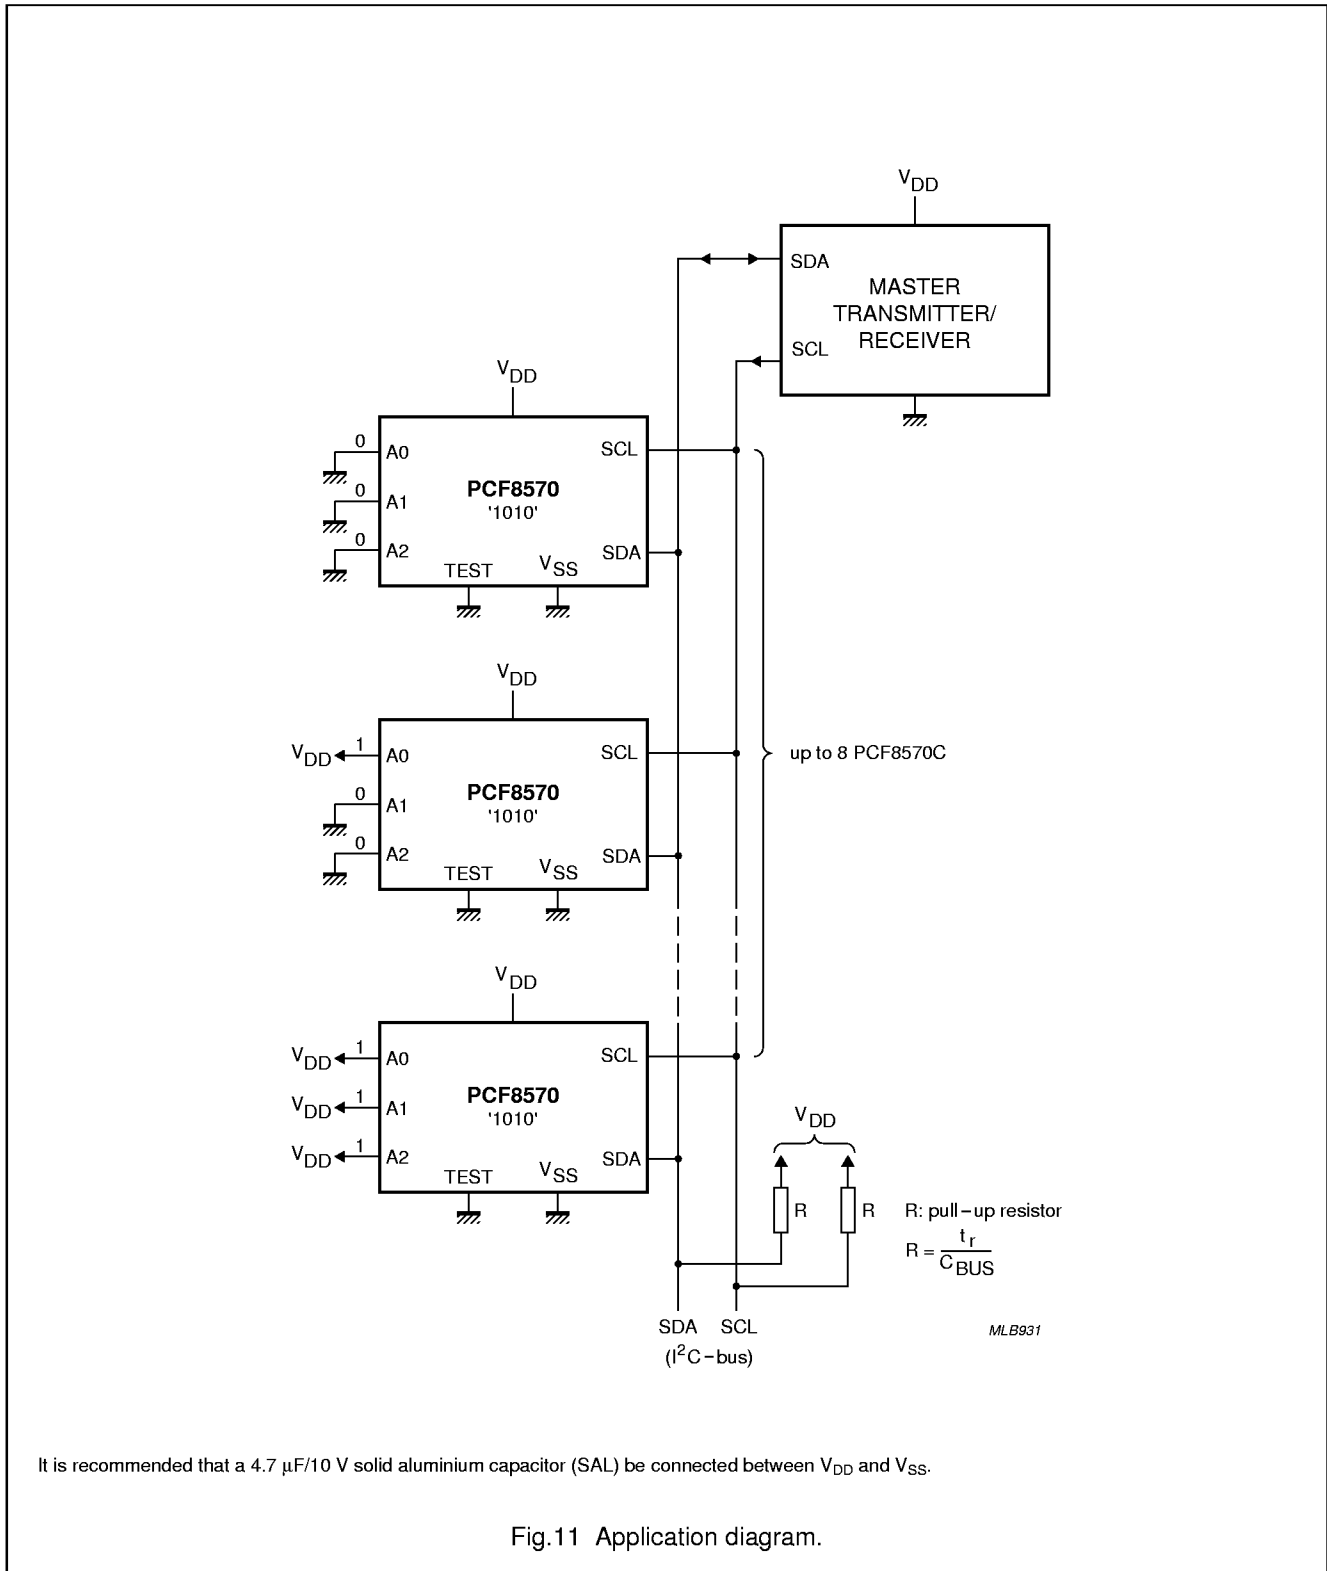 VDD
SDA
MASTER
TRANSMITTER/
RECEIVER
SCL
VDD
0
A0
SCL
PCF8570
'1010'
0
A1
0
A2
SDA
TEST
VSS
VDD
VDD
1
A0
SCL
PCF8570
'1010'
0
A1
0
A2
SDA
TEST
VSS
up to 8 PCF8570C
VDD
VDD
1
A0
SCL
PCF8570
'1010'
VDD
1
A1
VDD
1
A2
SDA
TEST
VSS
VDD
R
R
R: pull-up resistor
R = tr
CBUS
SDA
SCL
(I²C-bus)
MLB931
It is recommended that a 4.7 μF/10 V solid aluminium capacitor (SAL) be connected between VDD and VSS.
Fig.11 Application diagram.